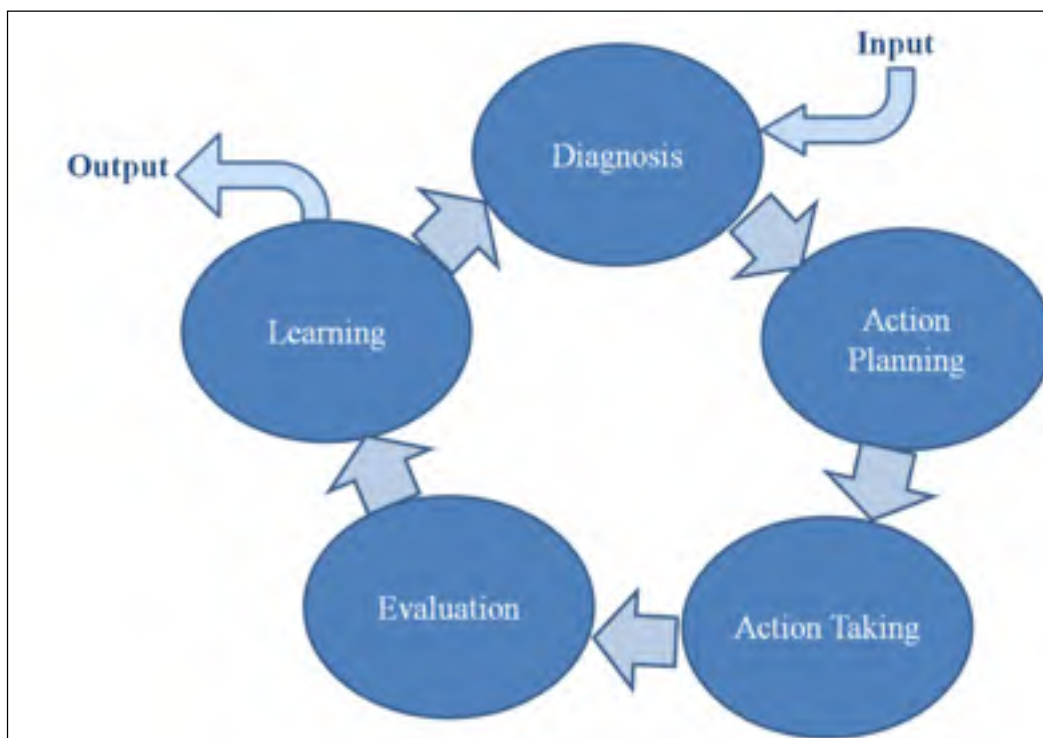 Input
Diagnosis
Output
Learning
Action
Planning
Evaluation
Action Taking